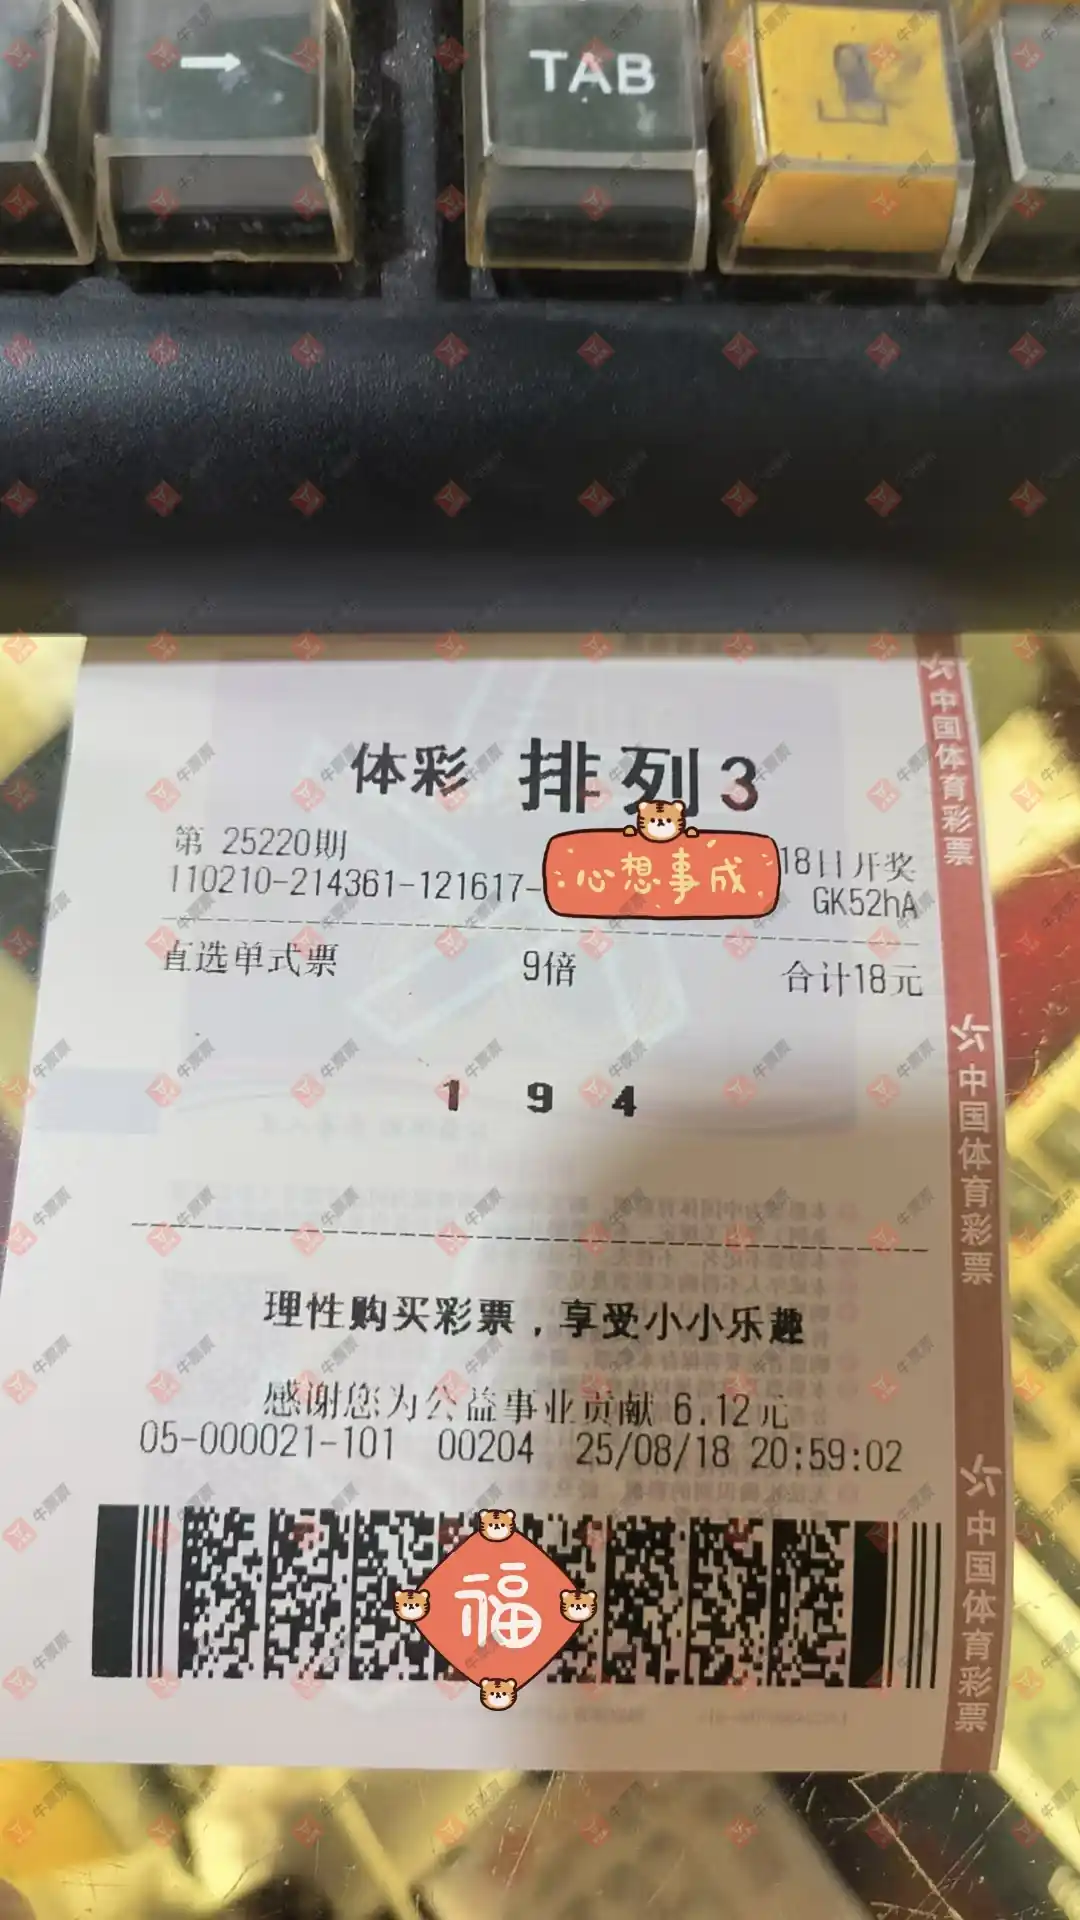 →
TAB
体彩 排列3
第 25220期
18日开奖
110210-214361-121617-
GK52hA
心想事成
直选单式票 9倍 合计18元
1 9 4
理性购买彩票，享受小小乐趣
感谢您为公益事业贡献 6.12元
05-000021-101 00204 25/08/18 20:59:02
福
中国体育彩票
中国体育彩票
中国体育彩票
牛票票